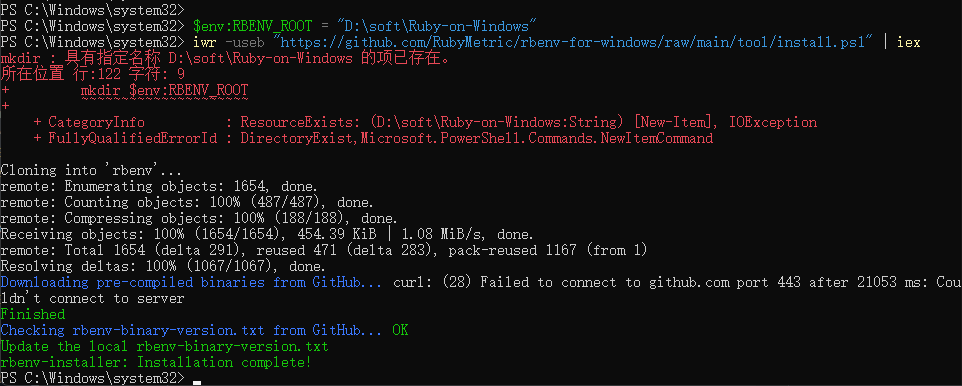 PS C:\Windows\system32>
PS C:\Windows\system32> $env:RBENV_ROOT = "D:\soft\Ruby-on-Windows"
PS C:\Windows\system32> iwr -useb "https://github.com/RubyMetric/rbenv-for-windows/raw/main/tool/install.ps1" | iex
mkdir : 具有指定名称 D:\soft\Ruby-on-Windows 的项已存在。
所在位置 行:122 字符: 9
+         mkdir $env:RBENV_ROOT
+         ~~~~~~~~~~~~~~~~~~~~~
    + CategoryInfo          : ResourceExists: (D:\soft\Ruby-on-Windows:String) [New-Item], IOException
    + FullyQualifiedErrorId : DirectoryExist,Microsoft.PowerShell.Commands.NewItemCommand
Cloning into 'rbenv'...
remote: Enumerating objects: 1654, done.
remote: Counting objects: 100% (487/487), done.
remote: Compressing objects: 100% (188/188), done.
Receiving objects: 100% (1654/1654), 454.39 KiB | 1.08 MiB/s, done.
remote: Total 1654 (delta 291), reused 471 (delta 283), pack-reused 1167 (from 1)
Resolving deltas: 100% (1067/1067), done.
Downloading pre-compiled binaries from GitHub... curl: (28) Failed to connect to github.com port 443 after 21053 ms: Cou
ldn't connect to server
Finished
Checking rbenv-binary-version.txt from GitHub... OK
Update the local rbenv-binary-version.txt
rbenv-installer: Installation complete!
PS C:\Windows\system32>